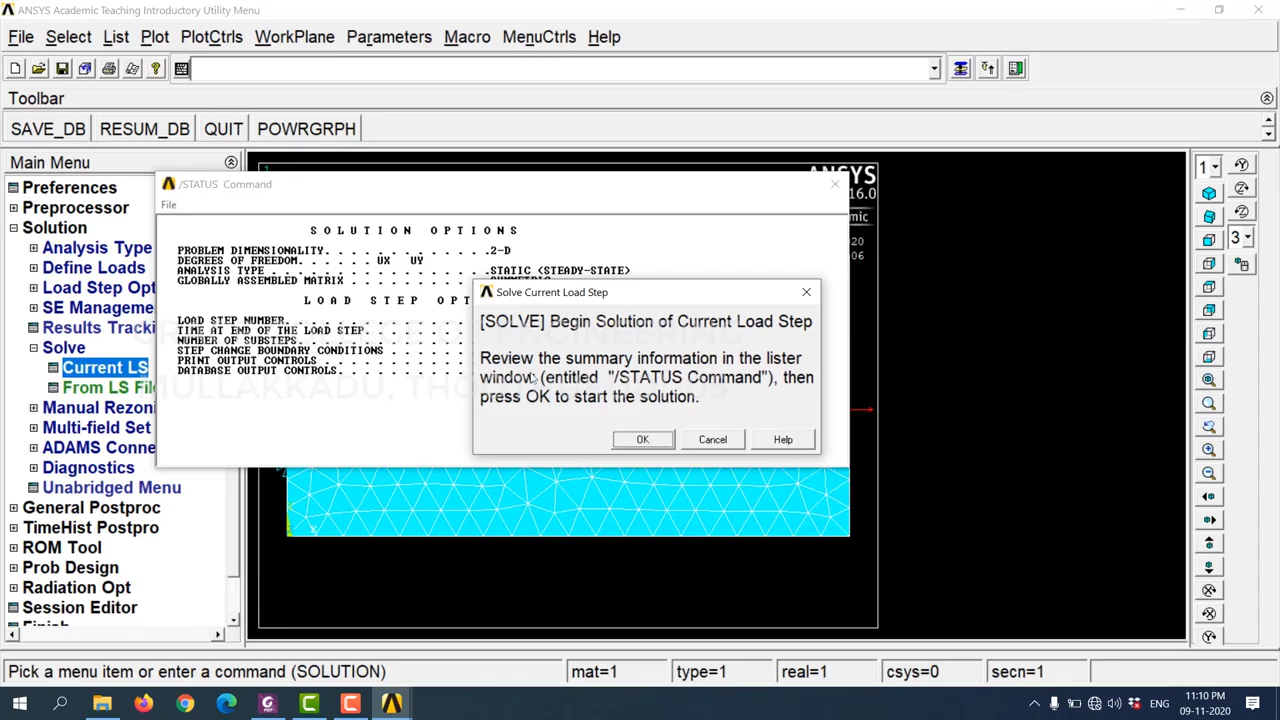 ANSYS Academic Teaching Introductory Utility Menu
File Select List Plot PlotCtrls WorkPlane Parameters Macro MenuCtrls Help
Toolbar
SAVE_DB RESUM_DB QUIT POWRGRPH
Main Menu
Preferences
Preprocessor
Solution
Analysis Type
Define Loads
Load Step Opt
SE Manageme
Results Tracki
Solve
Current LS
From LS Fil
Manual Rezoni
Multi-field Set
ADAMS Conne
Diagnostics
Unabridged Menu
General Postproc
TimeHist Postpro
ROM Tool
Prob Design
Radiation Opt
Session Editor
Finish
1
ANSYS
16.0
mic
20
06
/STATUS Command
File
S O L U T I O N O P T I O N S
PROBLEM DIMENSIONALITY. . . . . . . . . . . . .2-D
DEGREES OF FREEDOM. . . . . . UX UY
ANALYSIS TYPE . . . . . . . . . . . . . . . . .STATIC (STEADY-STATE)
GLOBALLY ASSEMBLED MATRIX . . . . . . . . . . .SYMMETRIC
L O A D S T E P O P T
LOAD STEP NUMBER. . . . . . . . . . . . . . . .
TIME AT END OF THE LOAD STEP. . . . . . . . . .
NUMBER OF SUBSTEPS. . . . . . . . . . . . . . .
STEP CHANGE BOUNDARY CONDITIONS . . . . . . . .
PRINT OUTPUT CONTROLS . . . . . . . . . . . . .
DATABASE OUTPUT CONTROLS. . . . . . . . . . . .
Solve Current Load Step
[SOLVE] Begin Solution of Current Load Step
Review the summary information in the lister
window (entitled "/STATUS Command"), then
press OK to start the solution.
OK Cancel Help
X
1
3
Pick a menu item or enter a command (SOLUTION) mat=1 type=1 real=1 csys=0 secn=1
ENG
11:10 PM
09-11-2020